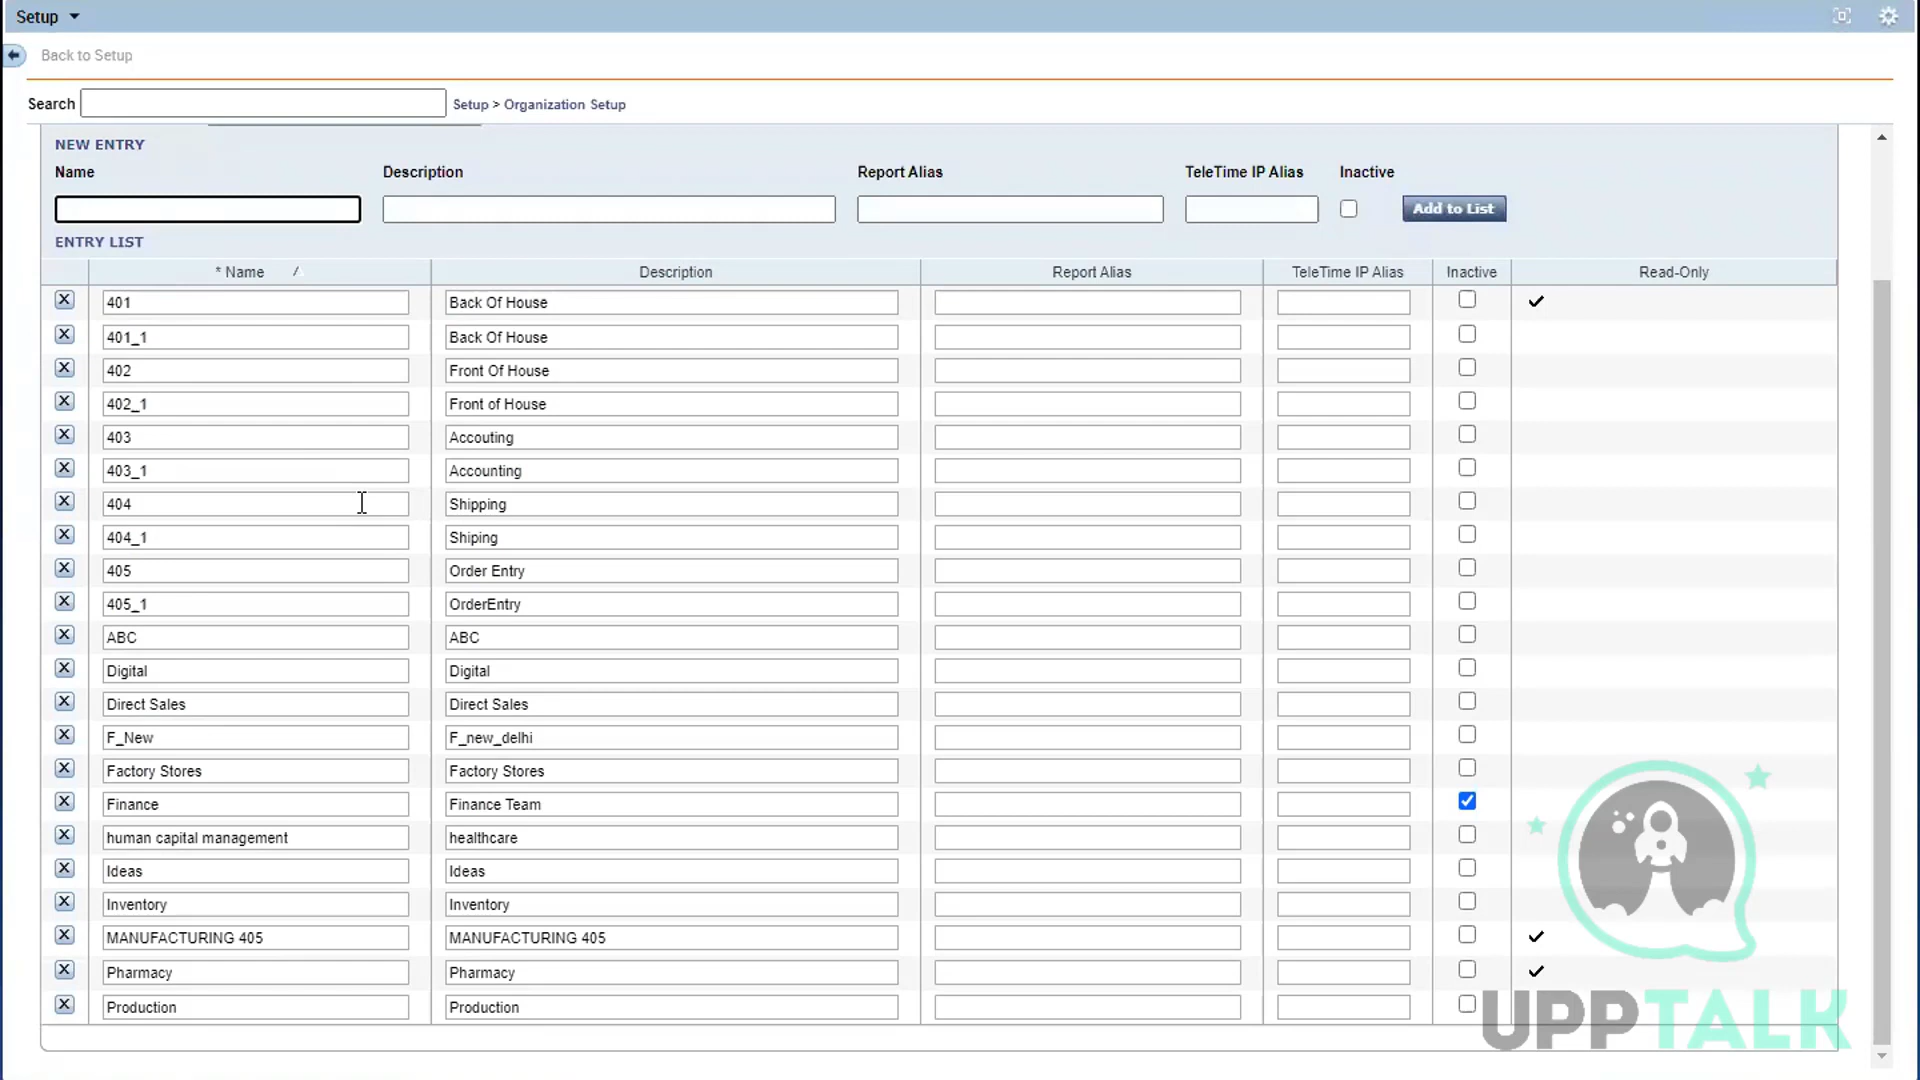 Setup
Back to Setup
Search Setup > Organization Setup
NEW ENTRY
Name Description Report Alias TeleTime IP Alias Inactive
Add to List
ENTRY LIST
* Name / Description Report Alias TeleTime IP Alias Inactive Read-Only
401 Back Of House
401_1 Back Of House
402 Front Of House
402_1 Front of House
403 Accouting
403_1 Accounting
404 Shipping
404_1 Shiping
405 Order Entry
405_1 OrderEntry
ABC ABC
Digital Digital
Direct Sales Direct Sales
F_New F_new_delhi
Factory Stores Factory Stores
Finance Finance Team
human capital management healthcare
Ideas Ideas
Inventory Inventory
MANUFACTURING 405 MANUFACTURING 405
Pharmacy Pharmacy
Production Production
UPPTALK